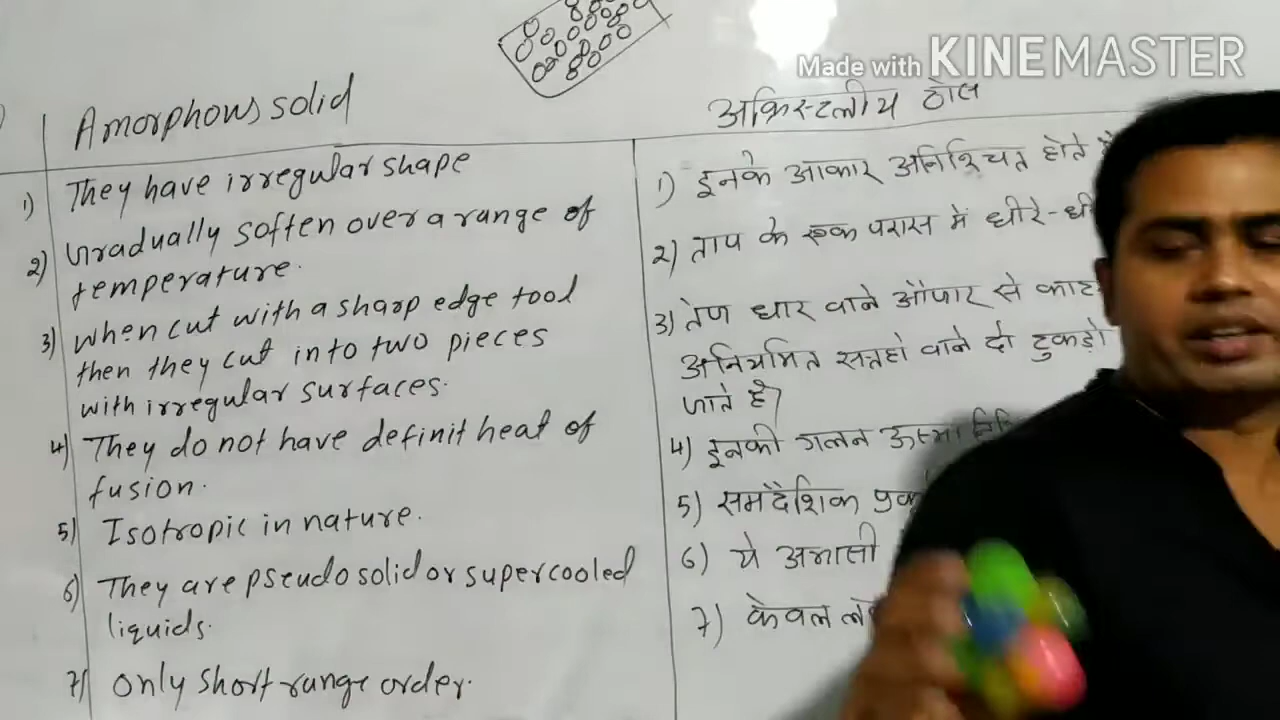 Made with KINEMASTER
Amorphous solid
1) They have irregular shape
2) Gradually soften over a range of
temperature.
3) When cut with a sharp edge tool
then they cut into two pieces
with irregular surfaces.
4) They do not have definit heat of
fusion.
5) Isotropic in nature.
6) They are pseudo solid or supercooled
liquids.
7) Only short range order.
अक्रिस्टलीय ठोस
1) इनके आकार अनिश्चित होते
2) ताप के एक परास में धीरे-
3) तेज धार वाले औजार से
अनियमित सतहो वाले दो टुकड़ो
जाते है।
4) इनकी गलन ऊष्मा
5) समदैशिक
6) ये आभासी
7) केवल